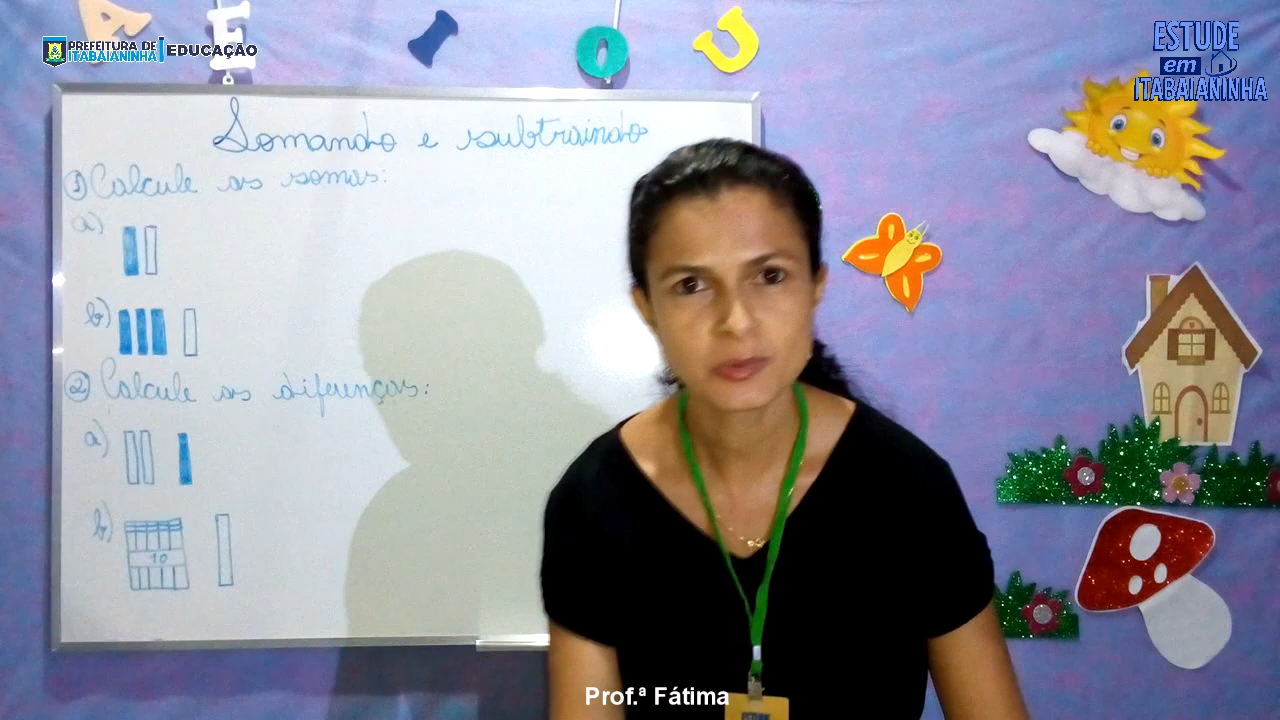 A E I O U
PREFEITURA DE
ITABAIANINHA
EDUCAÇÃO
ESTUDE
em
ITABAIANINHA
Somando e subtraindo
1) Calcule as somas:
a)
b)
2) Calcule as diferenças:
a)
b)
10
Prof.ª Fátima